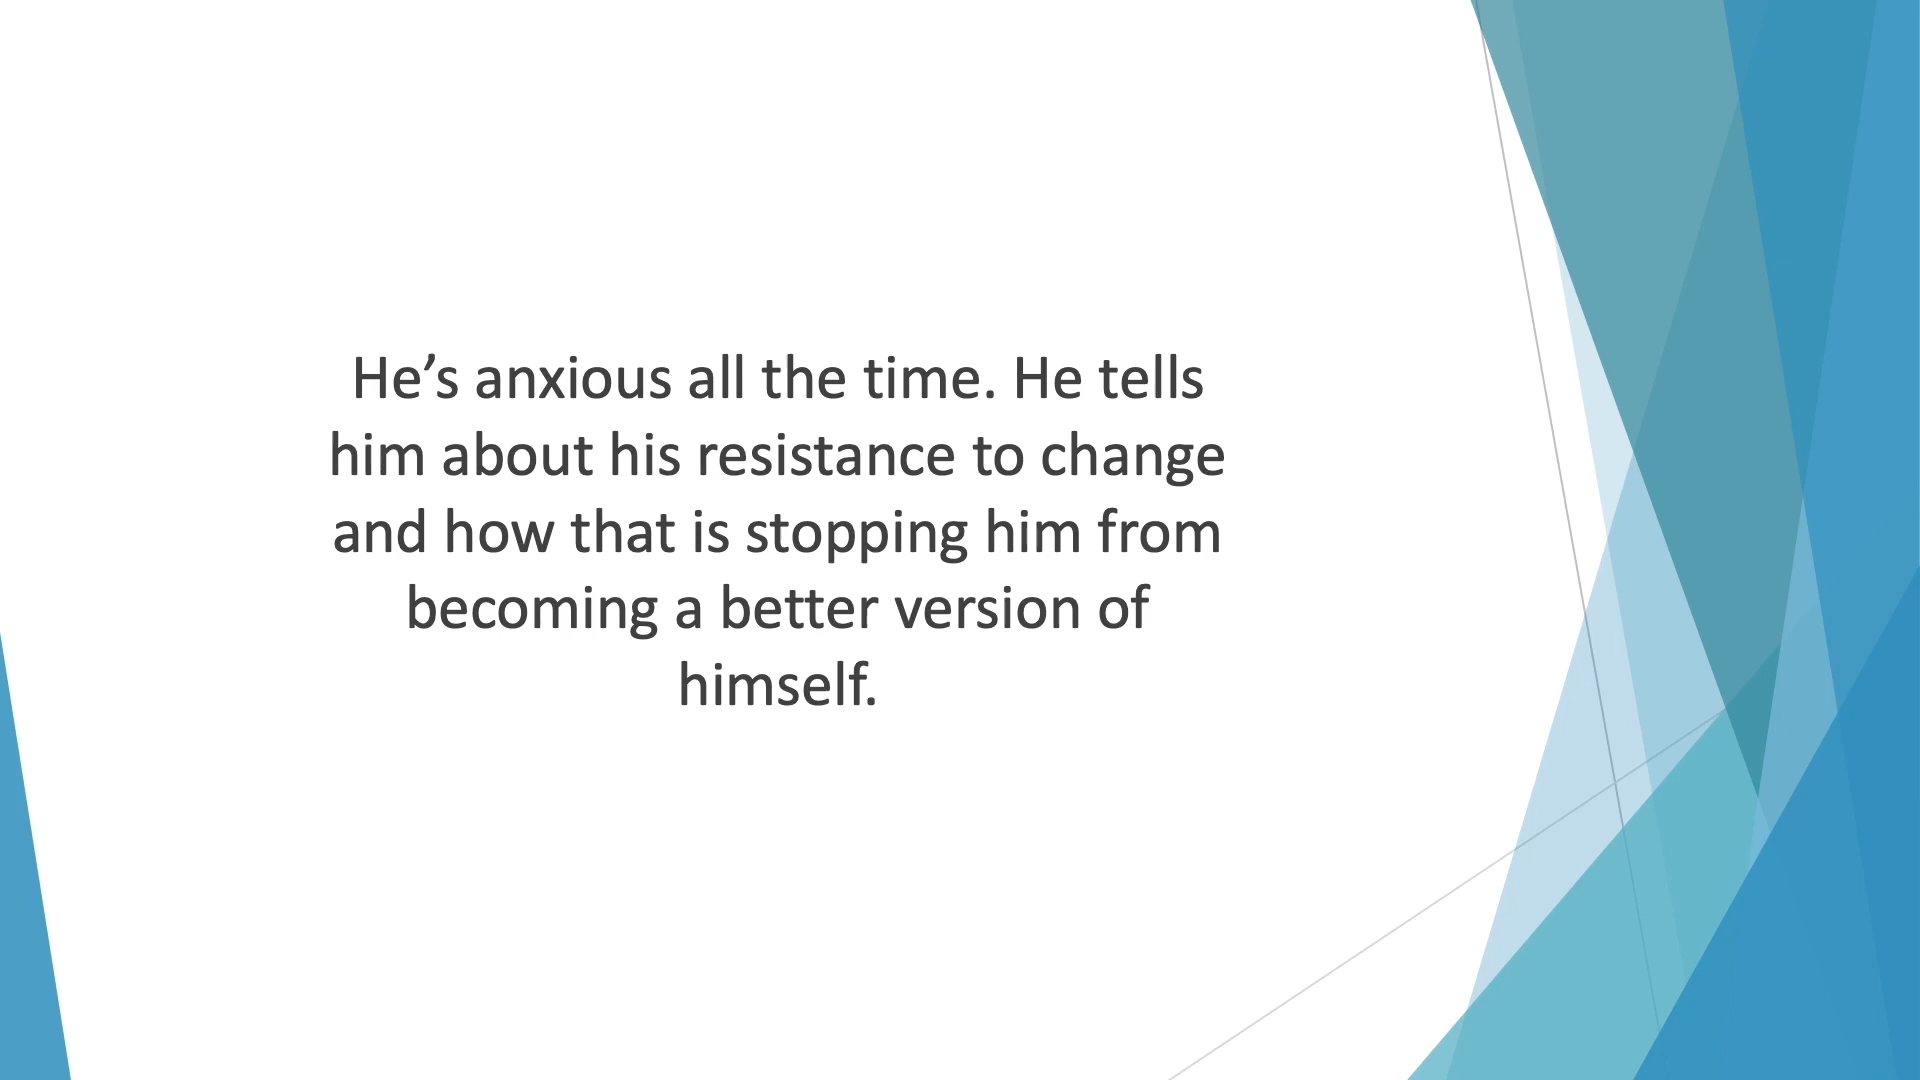 He’s anxious all the time. He tells
him about his resistance to change
and how that is stopping him from
becoming a better version of
himself.